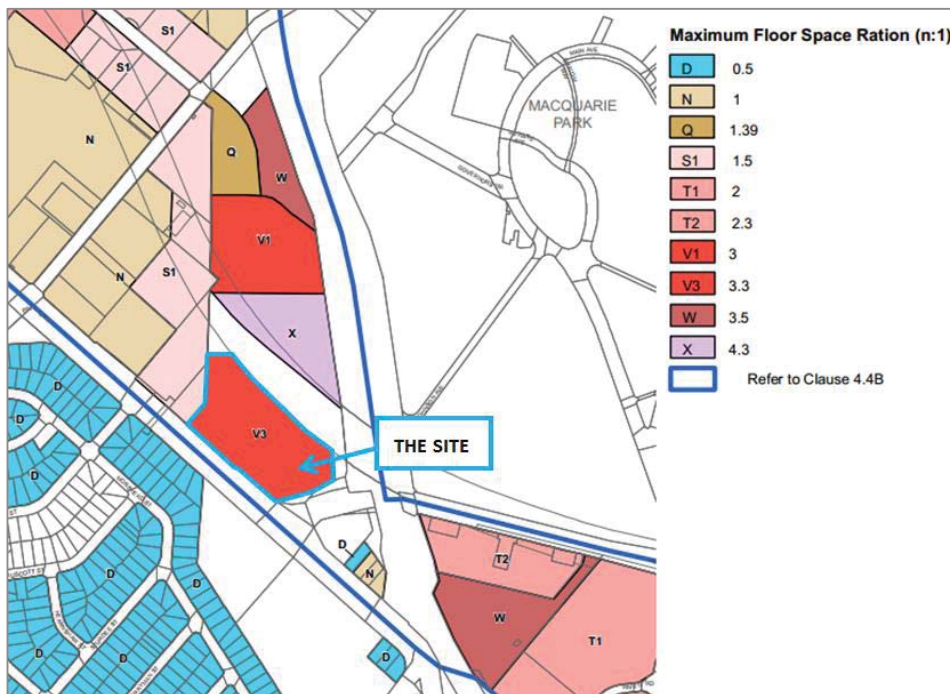 Maximum Floor Space Ration (n:1)
D 0.5
N 1
Q 1.39
S1 1.5
T1 2
T2 2.3
V1 3
V3 3.3
W 3.5
X 4.3
Refer to Clause 4.4B
S1
S1
MAIN AVE
MACQUARIE
PARK
N
Q
W
V1
S1
N
X
D
D
V3
THE SITE
D
D
N
T2
W
T1
D
D
D
D
D
D